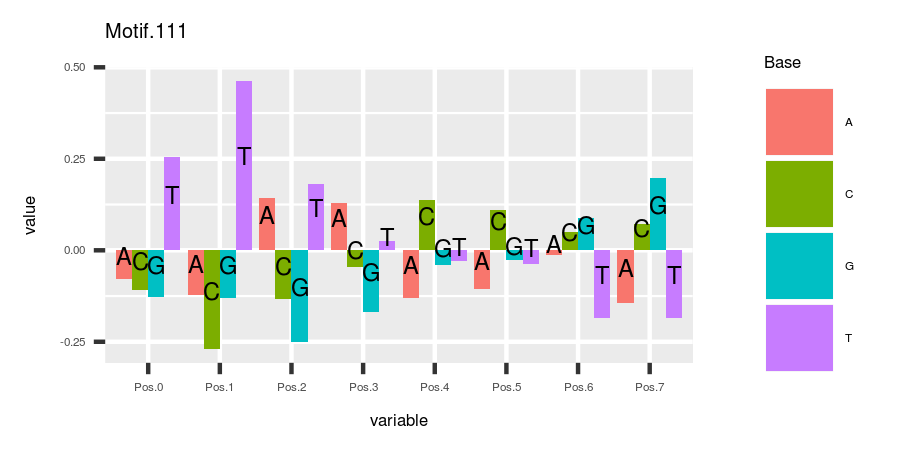 Motif.111
value
0.50
0.25
0.00
-0.25
A C G T A C G T A C G T A C G T A C G T A C G T A C G T A C G T
Pos.0 Pos.1 Pos.2 Pos.3 Pos.4 Pos.5 Pos.6 Pos.7
variable
Base
A
C
G
T